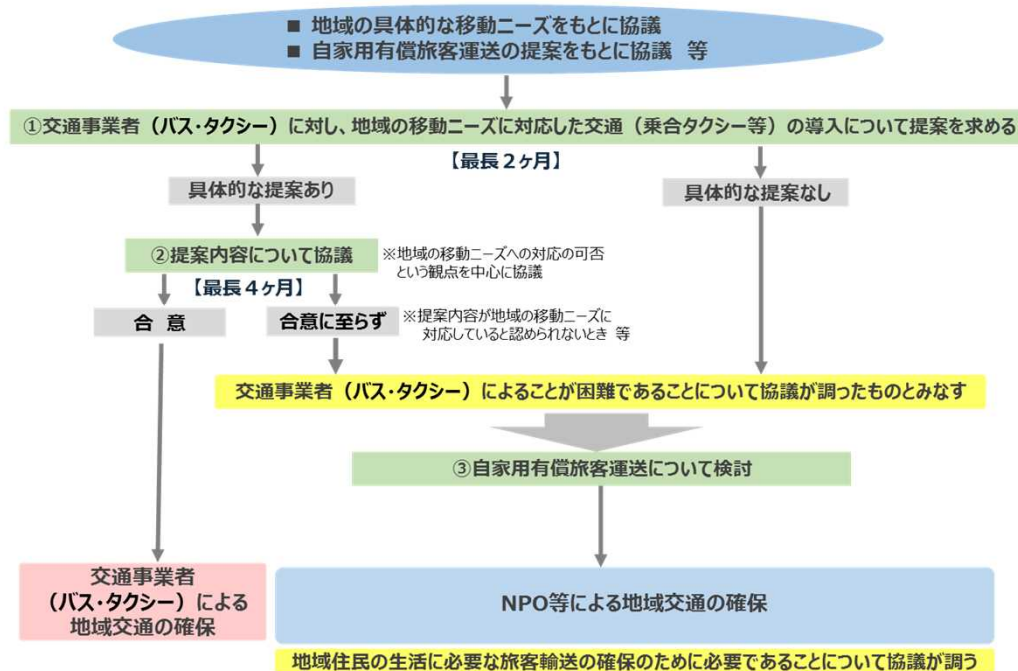 ■ 地域の具体的な移動ニーズをもとに協議
■ 自家用有償旅客運送の提案をもとに協議 等
①交通事業者（バス・タクシー）に対し、地域の移動ニーズに対応した交通（乗合タクシー等）の導入について提案を求める
【最長２ヶ月】
具体的な提案あり
具体的な提案なし
②提案内容について協議
※地域の移動ニーズへの対応の可否
という観点を中心に協議
【最長４ヶ月】
合 意
合意に至らず
※提案内容が地域の移動ニーズに
対応していると認められないとき 等
交通事業者（バス・タクシー）によることが困難であることについて協議が調ったものとみなす
③自家用有償旅客運送について検討
交通事業者
（バス・タクシー）による
地域交通の確保
NPO等による地域交通の確保
地域住民の生活に必要な旅客輸送の確保のために必要であることについて協議が調う